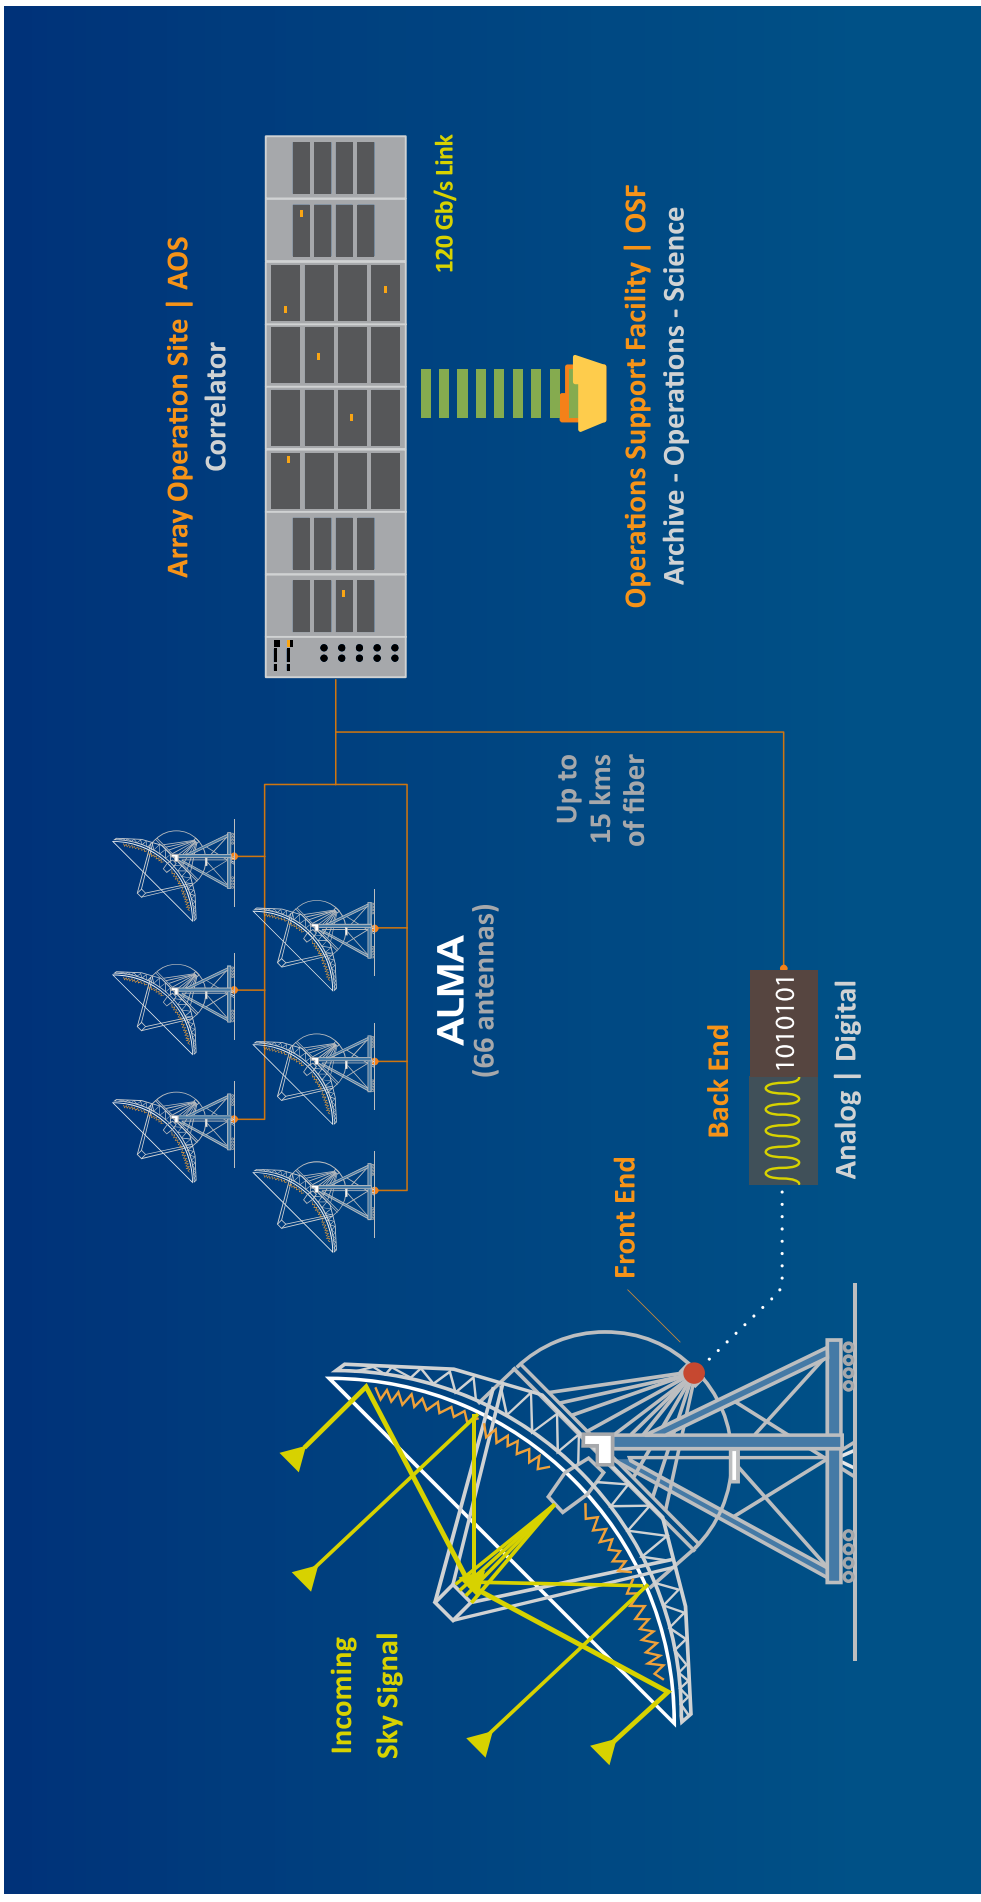 Incoming
Sky Signal
Front End
Back End
1010101
Analog | Digital
ALMA
(66 antennas)
Up to
15 kms
of fiber
Array Operation Site | AOS
Correlator
120 Gb/s Link
Operations Support Facility | OSF
Archive - Operations - Science